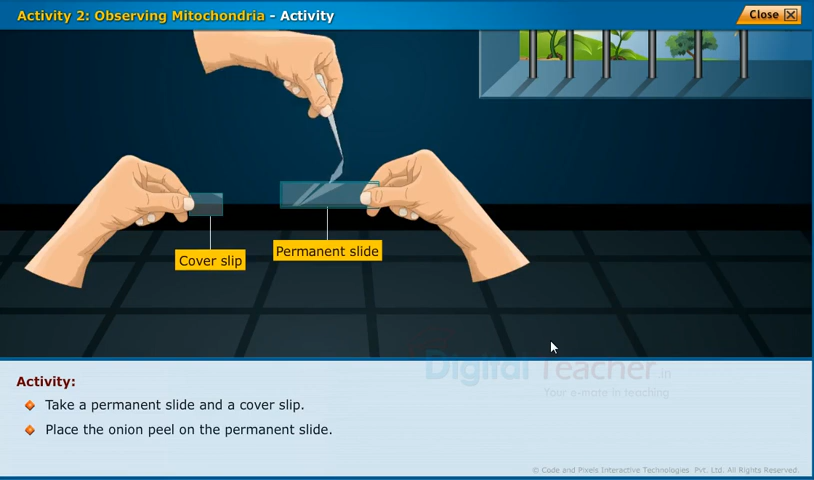 Activity 2: Observing Mitochondria - Activity
Close
Cover slip
Permanent slide
Digital Teacher.in
Your e-mate in teaching
Activity:
Take a permanent slide and a cover slip.
Place the onion peel on the permanent slide.
© Code and Pixels Interactive Technologies. Pvt. Ltd. All Rights Reserved.